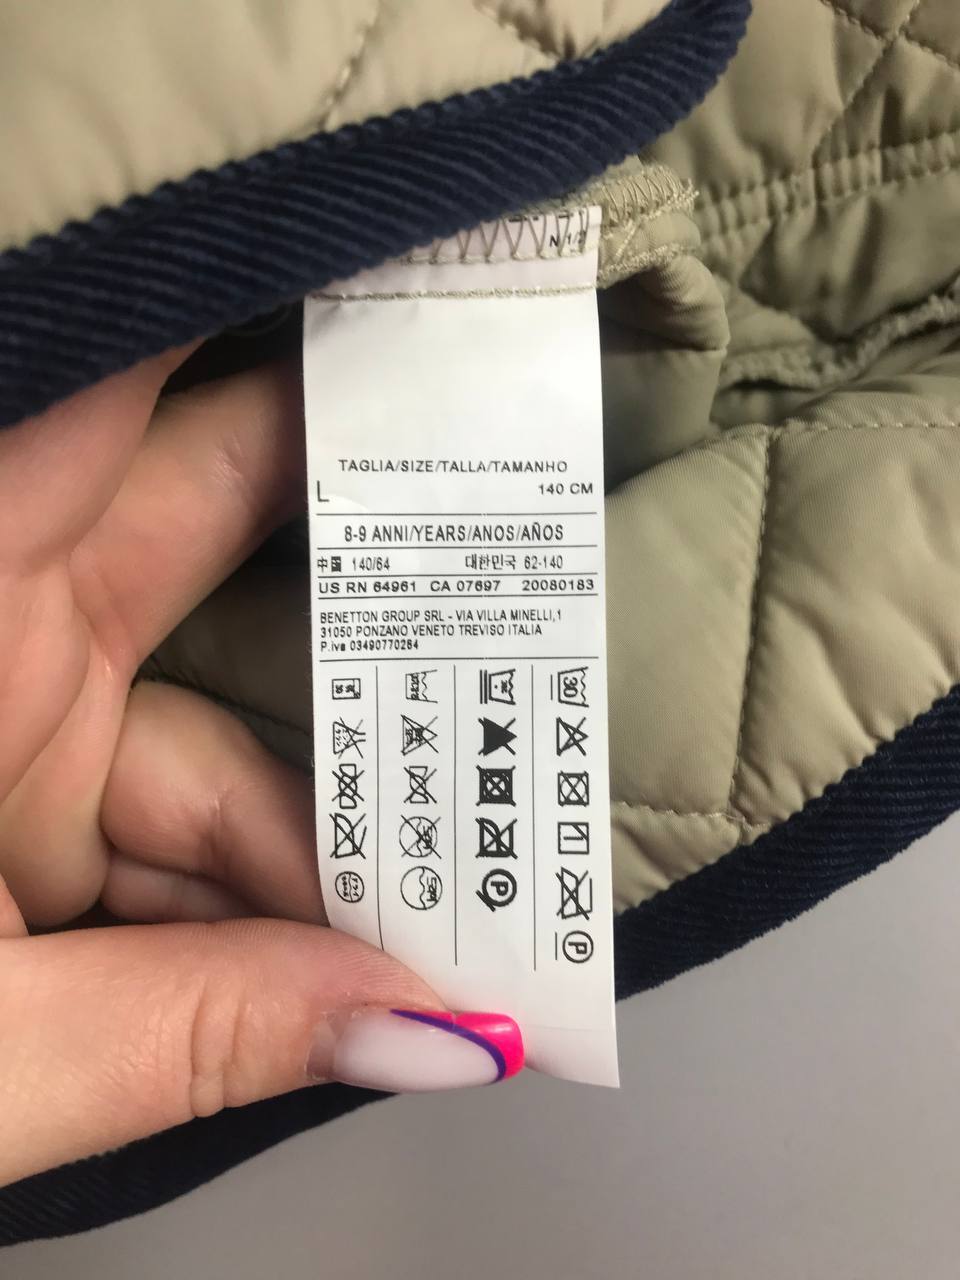 N 1/2
TAGLIA/SIZE/TALLA/TAMANHO
L 140 CM
8-9 ANNI/YEARS/ANOS/AÑOS
中国 140/64 대한민국 62-140
US RN 64961 CA 07697 20080183
BENETTON GROUP SRL - VIA VILLA MINELLI,1
31050 PONZANO VENETO TREVISO ITALIA
P.iva 03490770264
30
P
P